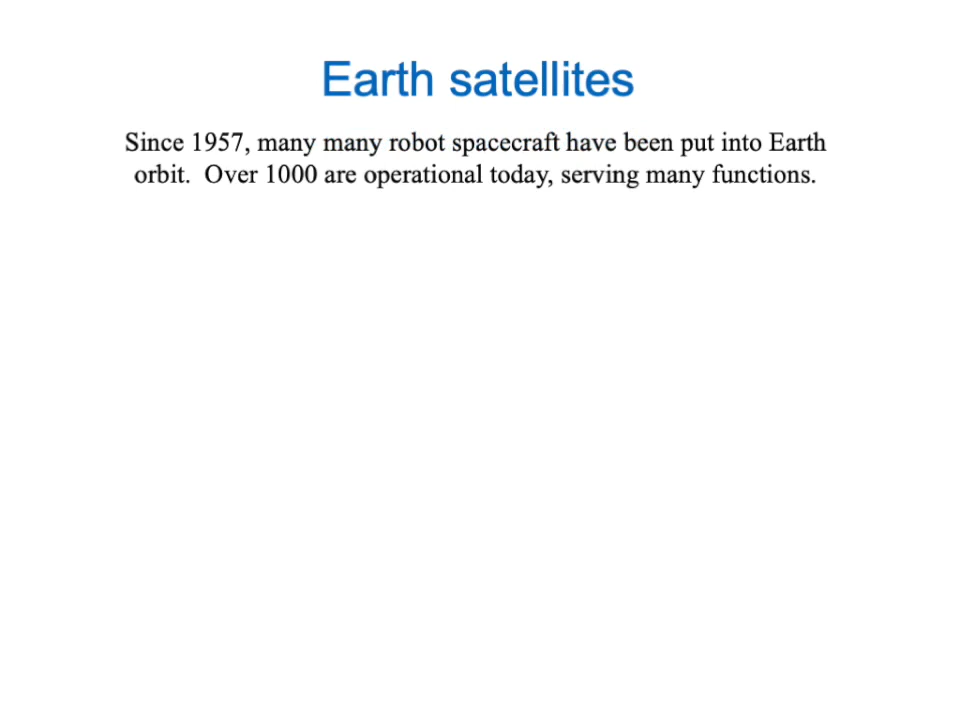 Earth satellites
Since 1957, many many robot spacecraft have been put into Earth
orbit.  Over 1000 are operational today, serving many functions.